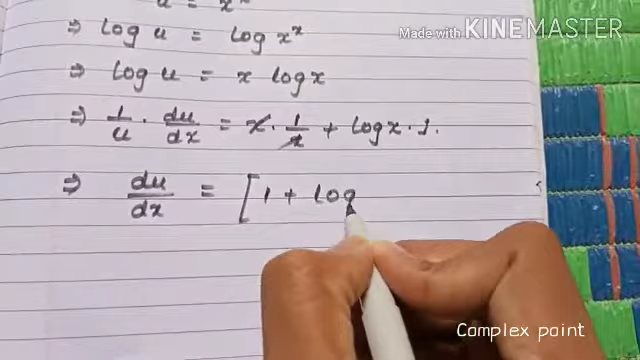 u = x^x
Made with KINEMASTER
⇒ log u = log x^x
⇒ log u = x log x
⇒ 1/u · du/dx = x · 1/x + log x · 1.
⇒ du/dx = [1 + log
Complex point